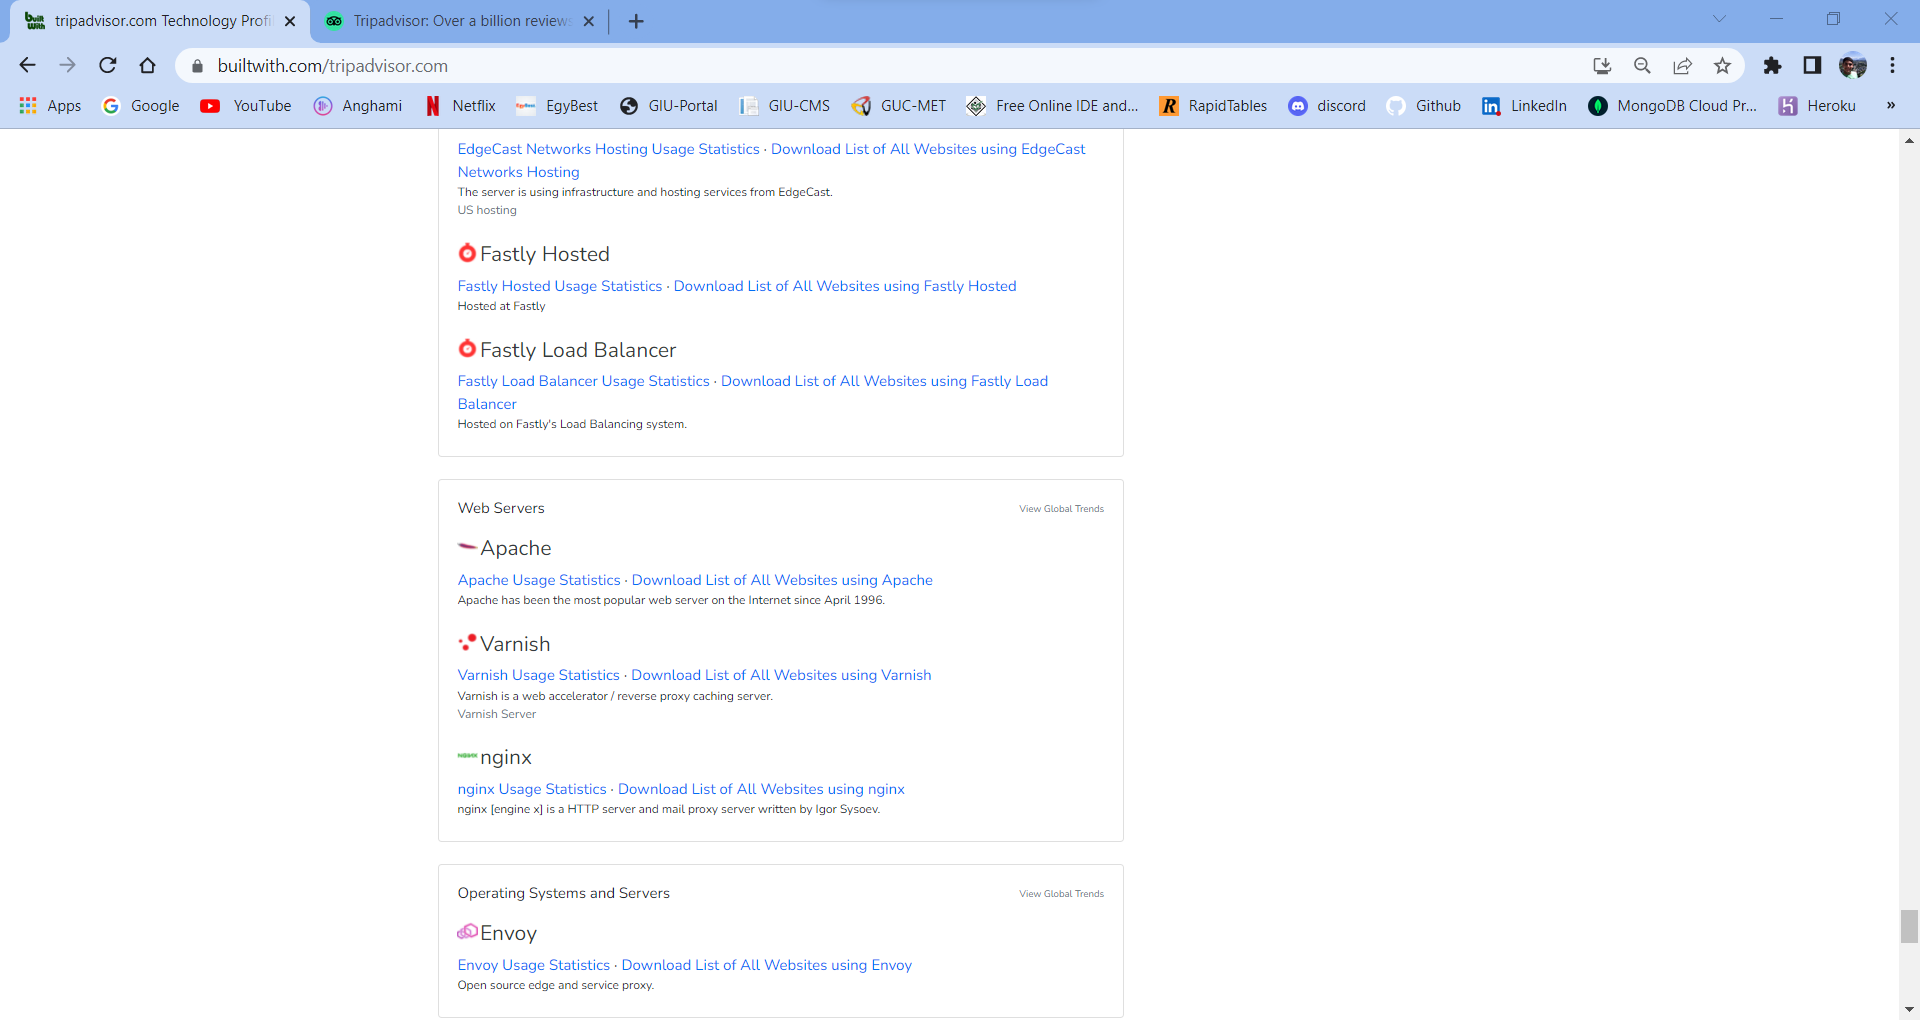 tripadvisor.com Technology Profi
Tripadvisor: Over a billion reviews
builtwith.com/tripadvisor.com
Apps Google YouTube Anghami Netflix EgyBest GIU-Portal GIU-CMS GUC-MET Free Online IDE and... RapidTables discord Github LinkedIn MongoDB Cloud Pr... Heroku »
EdgeCast Networks Hosting Usage Statistics · Download List of All Websites using EdgeCast
Networks Hosting
The server is using infrastructure and hosting services from EdgeCast.
US hosting
Fastly Hosted
Fastly Hosted Usage Statistics · Download List of All Websites using Fastly Hosted
Hosted at Fastly
Fastly Load Balancer
Fastly Load Balancer Usage Statistics · Download List of All Websites using Fastly Load
Balancer
Hosted on Fastly's Load Balancing system.
Web Servers
View Global Trends
Apache
Apache Usage Statistics · Download List of All Websites using Apache
Apache has been the most popular web server on the Internet since April 1996.
Varnish
Varnish Usage Statistics · Download List of All Websites using Varnish
Varnish is a web accelerator / reverse proxy caching server.
Varnish Server
NGINX nginx
nginx Usage Statistics · Download List of All Websites using nginx
nginx [engine x] is a HTTP server and mail proxy server written by Igor Sysoev.
Operating Systems and Servers
View Global Trends
Envoy
Envoy Usage Statistics · Download List of All Websites using Envoy
Open source edge and service proxy.